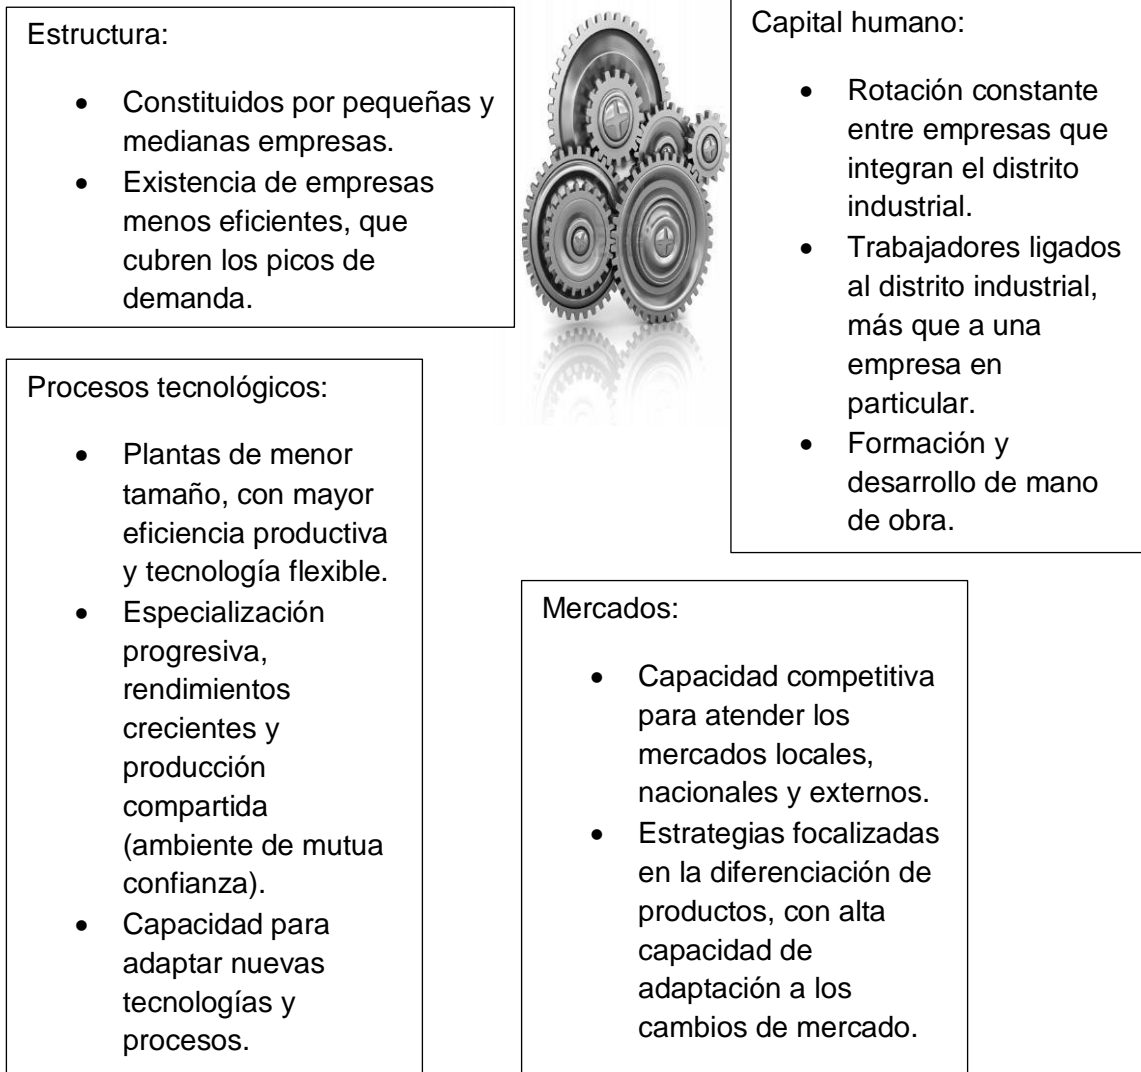 Estructura:
• Constituidos por pequeñas y
medianas empresas.
• Existencia de empresas
menos eficientes, que
cubren los picos de
demanda.
Capital humano:
• Rotación constante
entre empresas que
integran el distrito
industrial.
• Trabajadores ligados
al distrito industrial,
más que a una
empresa en
particular.
• Formación y
desarrollo de mano
de obra.
Procesos tecnológicos:
• Plantas de menor
tamaño, con mayor
eficiencia productiva
y tecnología flexible.
• Especialización
progresiva,
rendimientos
crecientes y
producción
compartida
(ambiente de mutua
confianza).
• Capacidad para
adaptar nuevas
tecnologías y
procesos.
Mercados:
• Capacidad competitiva
para atender los
mercados locales,
nacionales y externos.
• Estrategias focalizadas
en la diferenciación de
productos, con alta
capacidad de
adaptación a los
cambios de mercado.